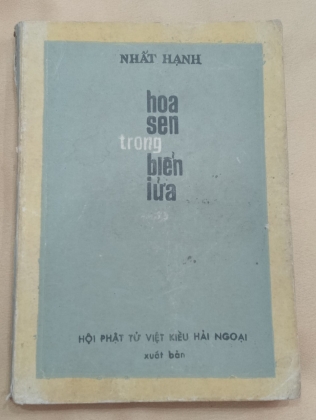 NHẤT HẠNH
hoa
sen
trong
biển
lửa
HỘI PHẬT TỬ VIỆT KIỀU HẢI NGOẠI
xuất bản